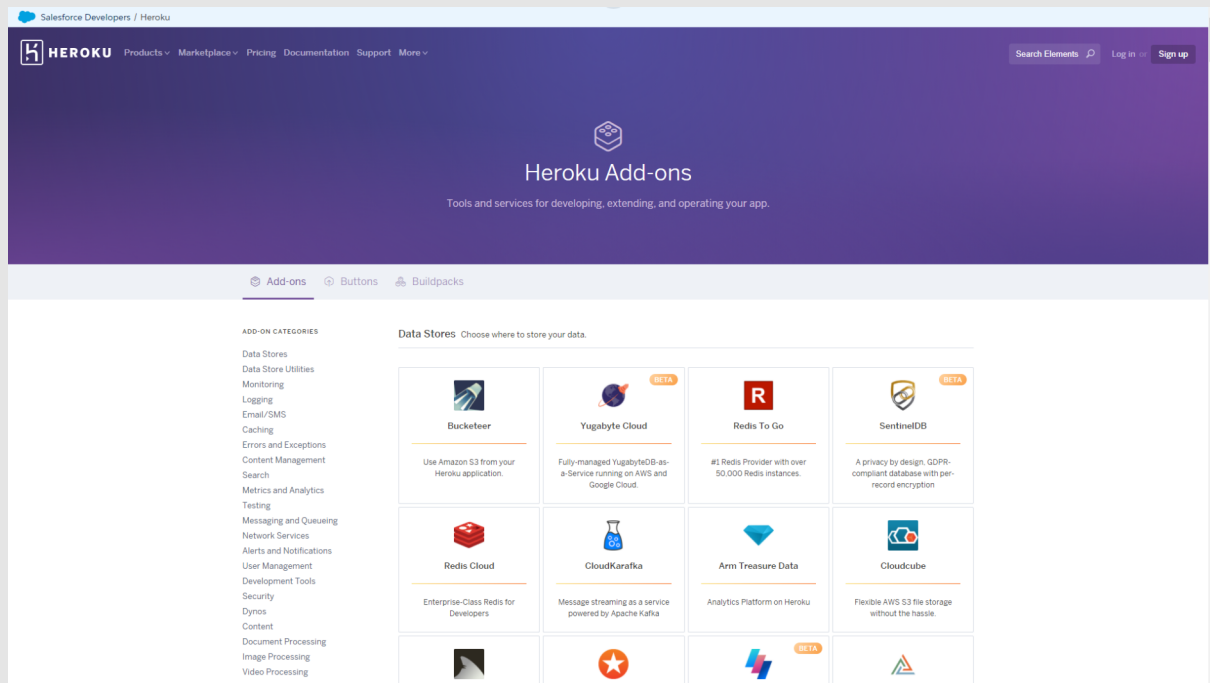 Salesforce Developers / Heroku
HEROKU Products Marketplace Pricing Documentation Support More Search Elements Log in or Sign up
Heroku Add-ons
Tools and services for developing, extending, and operating your app.
Add-ons Buttons Buildpacks
ADD-ON CATEGORIES
Data Stores
Data Store Utilities
Monitoring
Logging
Email/SMS
Caching
Errors and Exceptions
Content Management
Search
Metrics and Analytics
Testing
Messaging and Queueing
Network Services
Alerts and Notifications
User Management
Development Tools
Security
Dynos
Content
Document Processing
Image Processing
Video Processing
Data Stores Choose where to store your data.
Bucketeer
Use Amazon S3 from your
Heroku application.
BETA
Yugabyte Cloud
Fully-managed YugabyteDB-as-
a-Service running on AWS and
Google Cloud.
R
Redis To Go
#1 Redis Provider with over
50,000 Redis instances.
BETA
SentinelDB
A privacy by design, GDPR-
compliant database with per-
record encryption
Redis Cloud
Enterprise-Class Redis for
Developers
CloudKarafka
Message streaming as a service
powered by Apache Kafka
Arm Treasure Data
Analytics Platform on Heroku
Cloudcube
Flexible AWS S3 file storage
without the hassle.
BETA